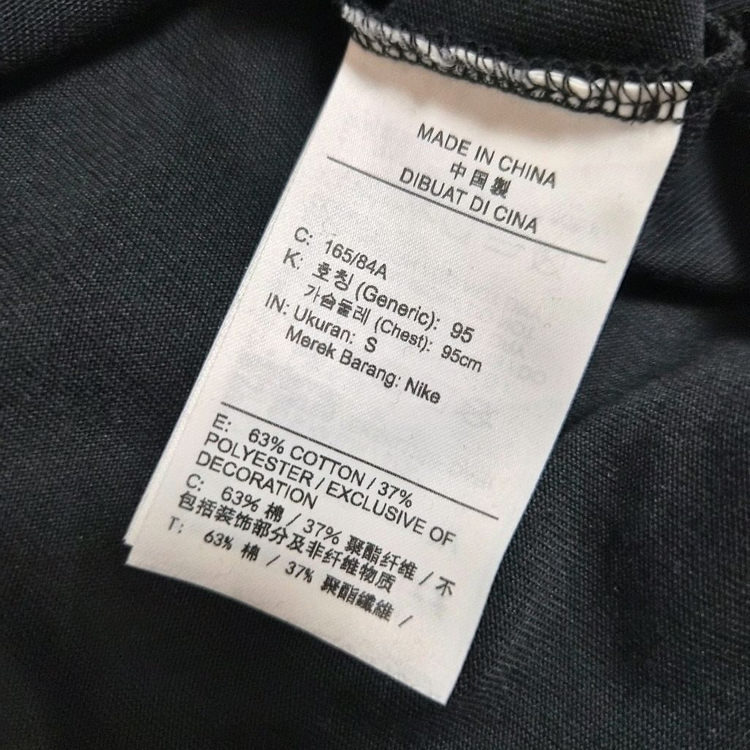 MADE IN CHINA
中国製
DIBUAT DI CINA
C: 165/84A
K: 호칭 (Generic): 95
가슴둘레 (Chest): 95cm
IN: Ukuran: S
Merek Barang: Nike
E: 63% COTTON / 37%
POLYESTER / EXCLUSIVE OF
DECORATION
C: 63% 棉 / 37% 聚酯纤维 / 不
包括装饰部分及非纤维物质
T: 63% 棉 / 37% 聚酯纖維 /